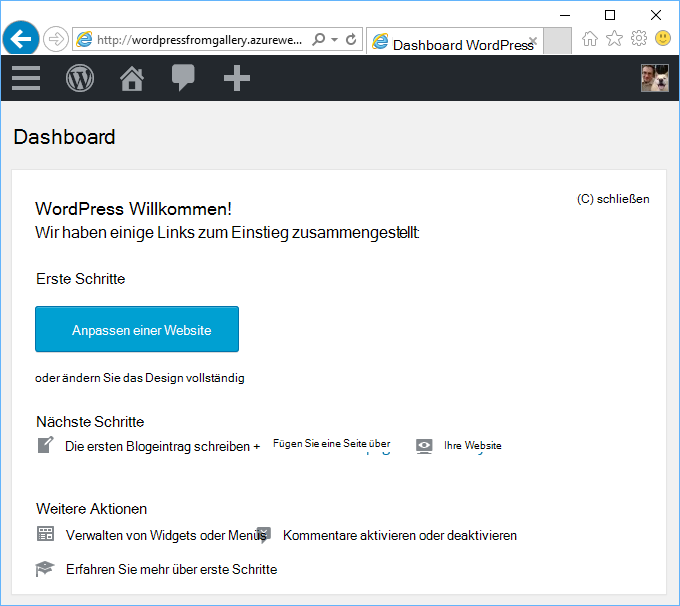 http://wordpressfromgallery.azurewe...
Dashboard WordPress
Dashboard
(C) schließen
WordPress Willkommen!
Wir haben einige Links zum Einstieg zusammengestellt:
Erste Schritte
Anpassen einer Website
oder ändern Sie das Design vollständig
Nächste Schritte
Die ersten Blogeintrag schreiben + Fügen Sie eine Seite über Ihre Website
Weitere Aktionen
Verwalten von Widgets oder Menüs Kommentare aktivieren oder deaktivieren
Erfahren Sie mehr über erste Schritte